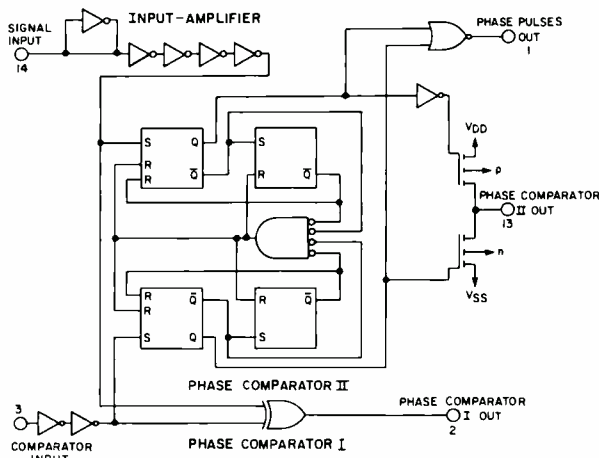 INPUT-AMPLIFIER
SIGNAL
INPUT
14
PHASE PULSES
OUT
1
VDD
p
PHASE COMPARATOR
II OUT
13
n
VSS
S Q
R
R Q
S
R Q
R Q
R
S Q
R Q
S
PHASE COMPARATOR II
3
COMPARATOR
INPUT
PHASE COMPARATOR
I OUT
2
PHASE COMPARATOR I